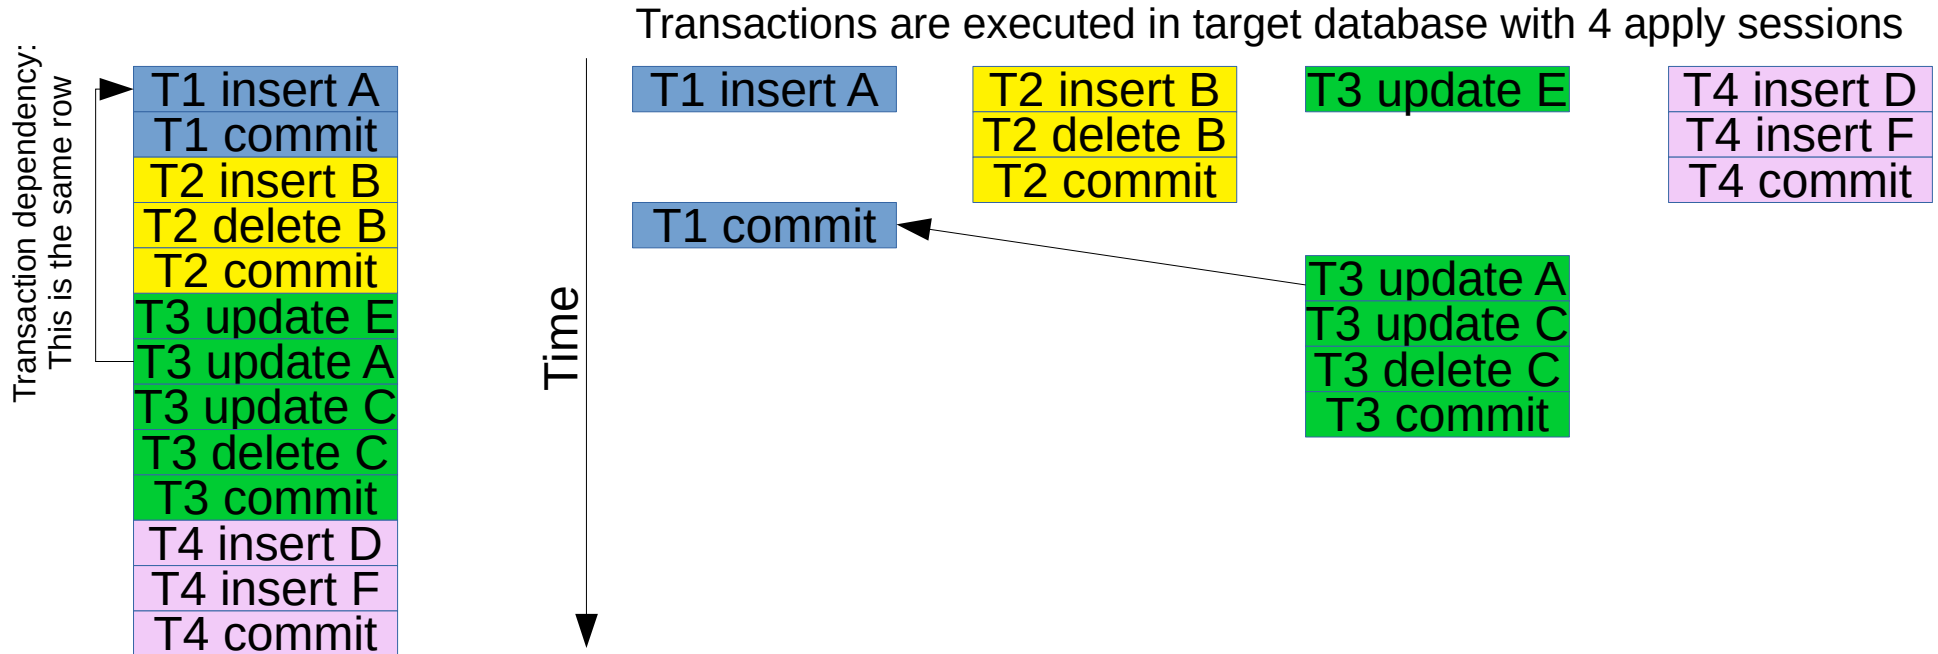 Transactions are executed in target database with 4 apply sessions
Transaction dependency:
This is the same row
T1 insert A
T1 commit
T2 insert B
T2 delete B
T2 commit
T3 update E
T3 update A
T3 update C
T3 delete C
T3 commit
T4 insert D
T4 insert F
T4 commit
Time
T1 insert A
T1 commit
T2 insert B
T2 delete B
T2 commit
T3 update E
T3 update A
T3 update C
T3 delete C
T3 commit
T4 insert D
T4 insert F
T4 commit